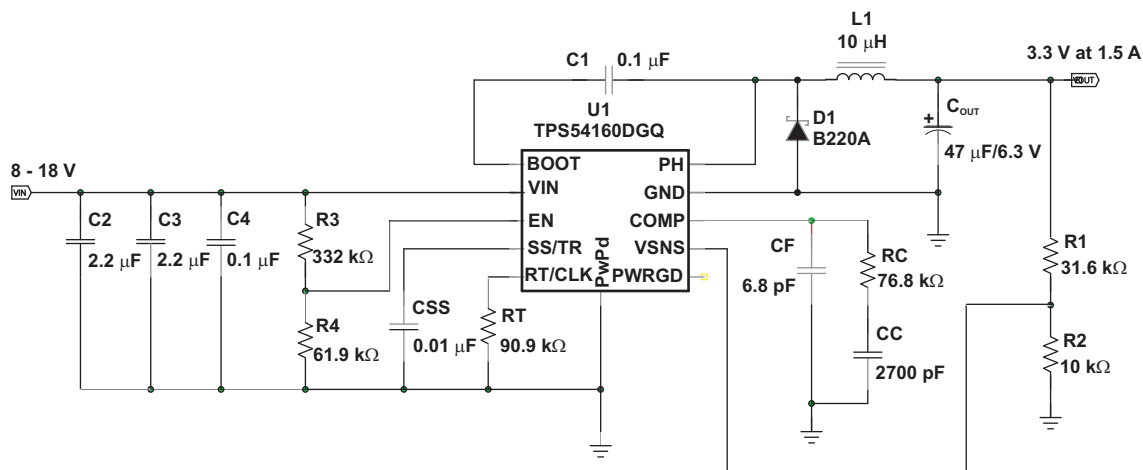 L1
10 μH
3.3 V at 1.5 A
C1
0.1 μF
U1
TPS54160DGQ
D1
B220A
COUT
+
47 μF/6.3 V
8 - 18 V
VIN
BOOT
VIN
EN
SS/TR
RT/CLK
PwPd
PH
GND
COMP
VSNS
PWRGD
C2
2.2 μF
C3
2.2 μF
C4
0.1 μF
R3
332 kΩ
R4
61.9 kΩ
CSS
0.01 μF
RT
90.9 kΩ
CF
6.8 pF
RC
76.8 kΩ
CC
2700 pF
R1
31.6 kΩ
R2
10 kΩ